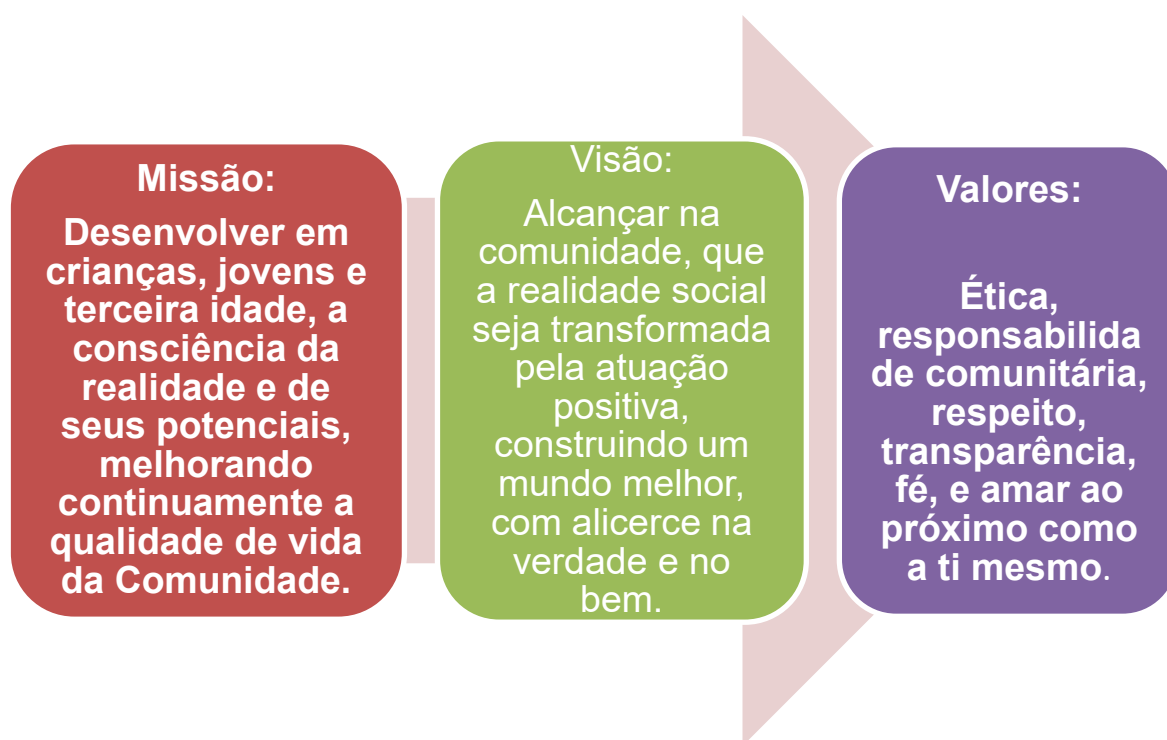 Missão:
Desenvolver em
crianças, jovens e
terceira idade, a
consciência da
realidade e de
seus potenciais,
melhorando
continuamente a
qualidade de vida
da Comunidade.
Visão:
Alcançar na
comunidade, que
a realidade social
seja transformada
pela atuação
positiva,
construindo um
mundo melhor,
com alicerce na
verdade e no
bem.
Valores:
Ética,
responsabilida
de comunitária,
respeito,
transparência,
fé, e amar ao
próximo como
a ti mesmo.